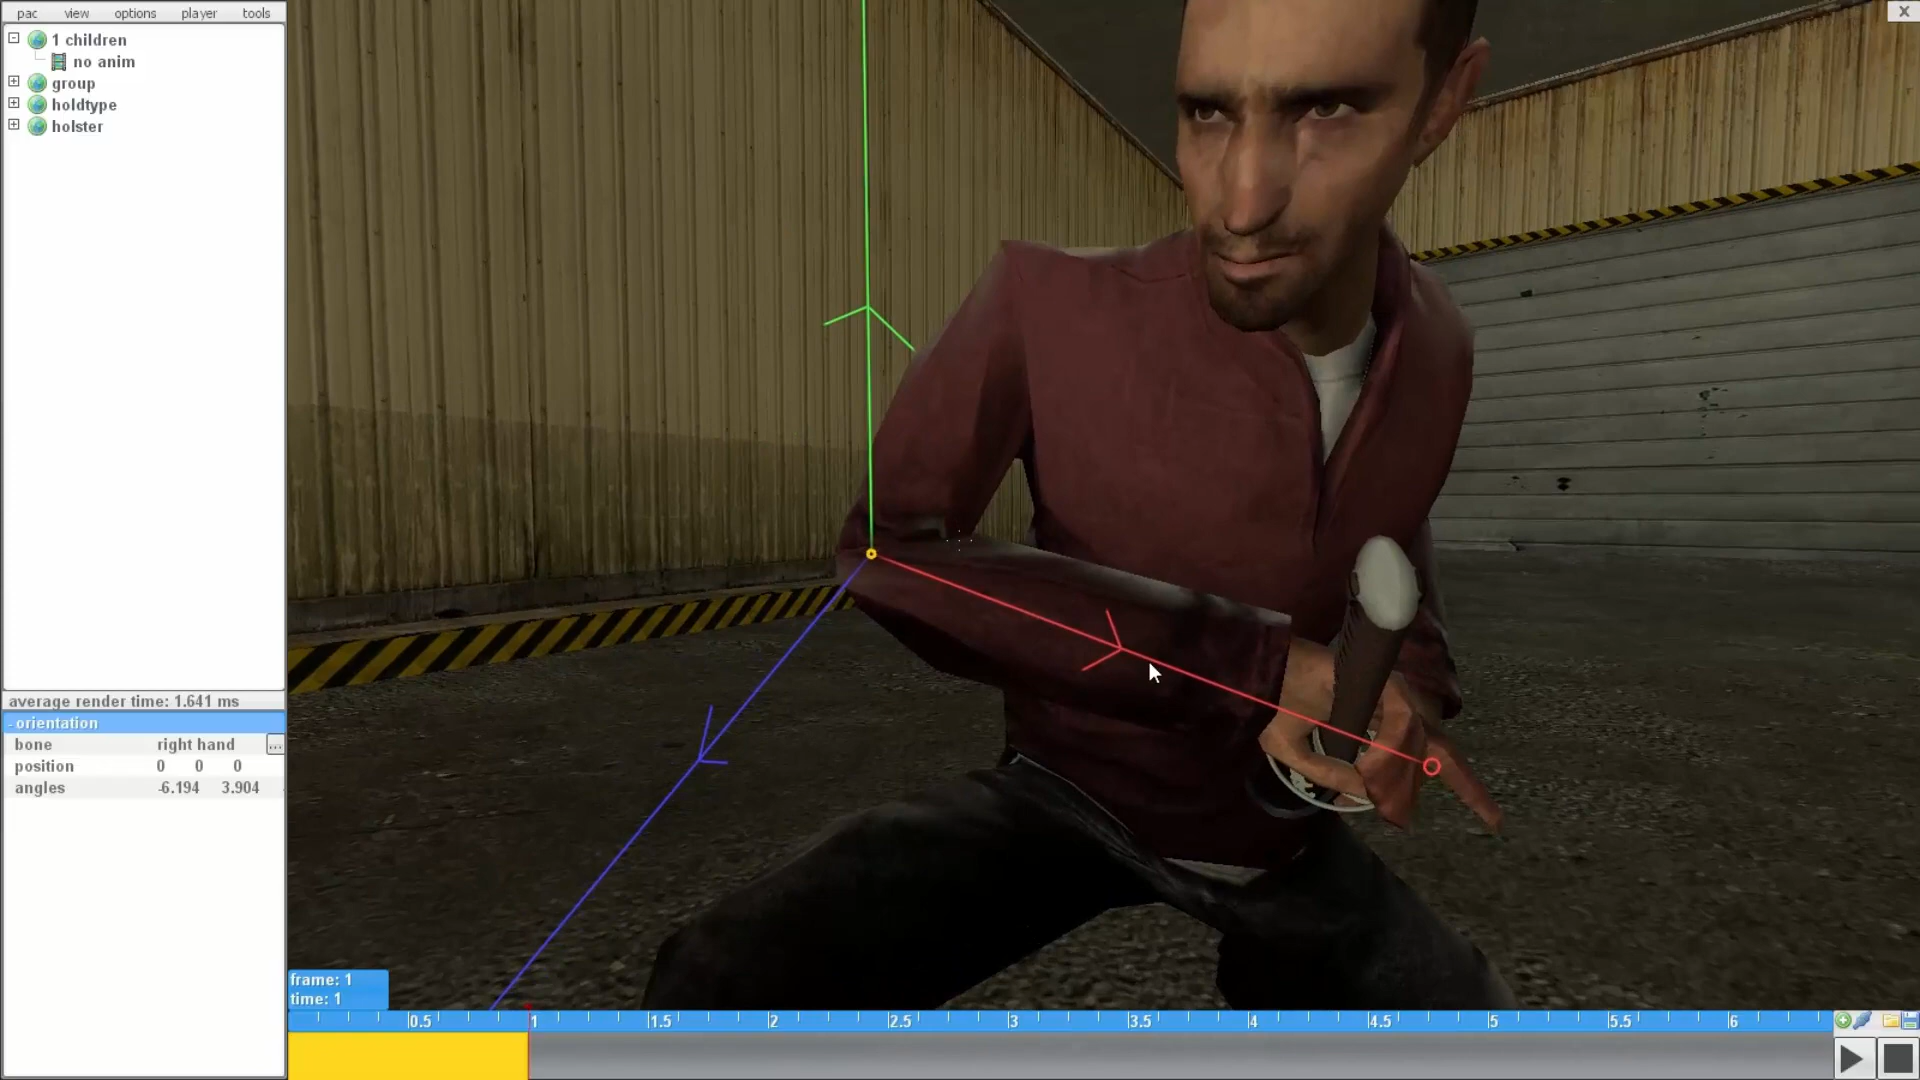 pac view options player tools
x
1 children
no anim
group
holdtype
holster
average render time: 1.641 ms
- orientation
bone right hand ...
position 0 0 0
angles -6.194 3.904
frame: 1
time: 1
0.5 1 1.5 2 2.5 3 3.5 4 4.5 5 5.5 6